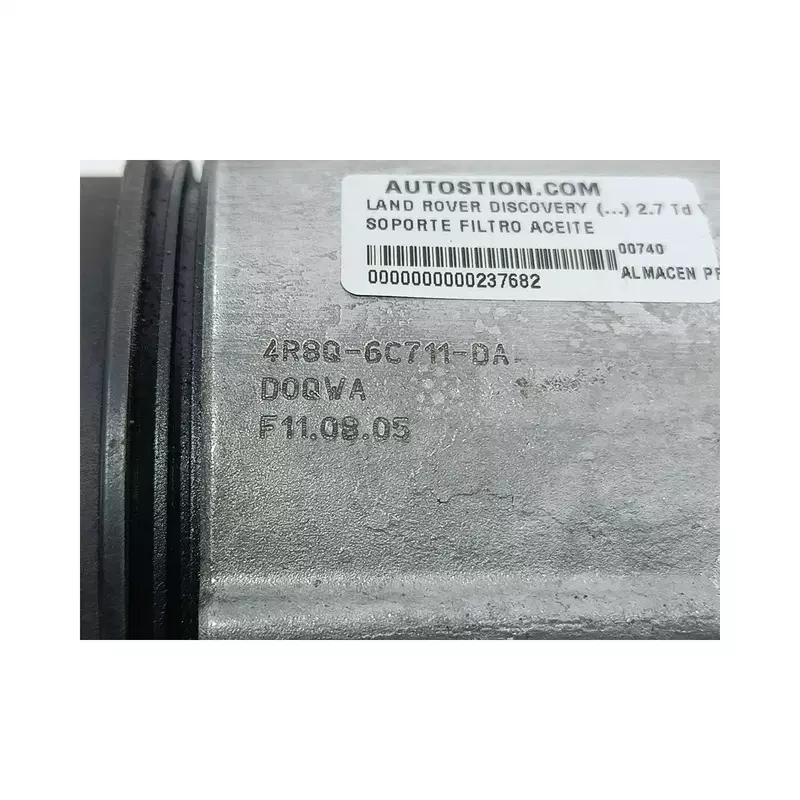 AUTOSTION.COM
LAND ROVER DISCOVERY (...) 2.7 Td
SOPORTE FILTRO ACEITE
00740
0000000000237682
ALMACEN
4R8Q-6C711-DA
D0QWA
F11.08.05